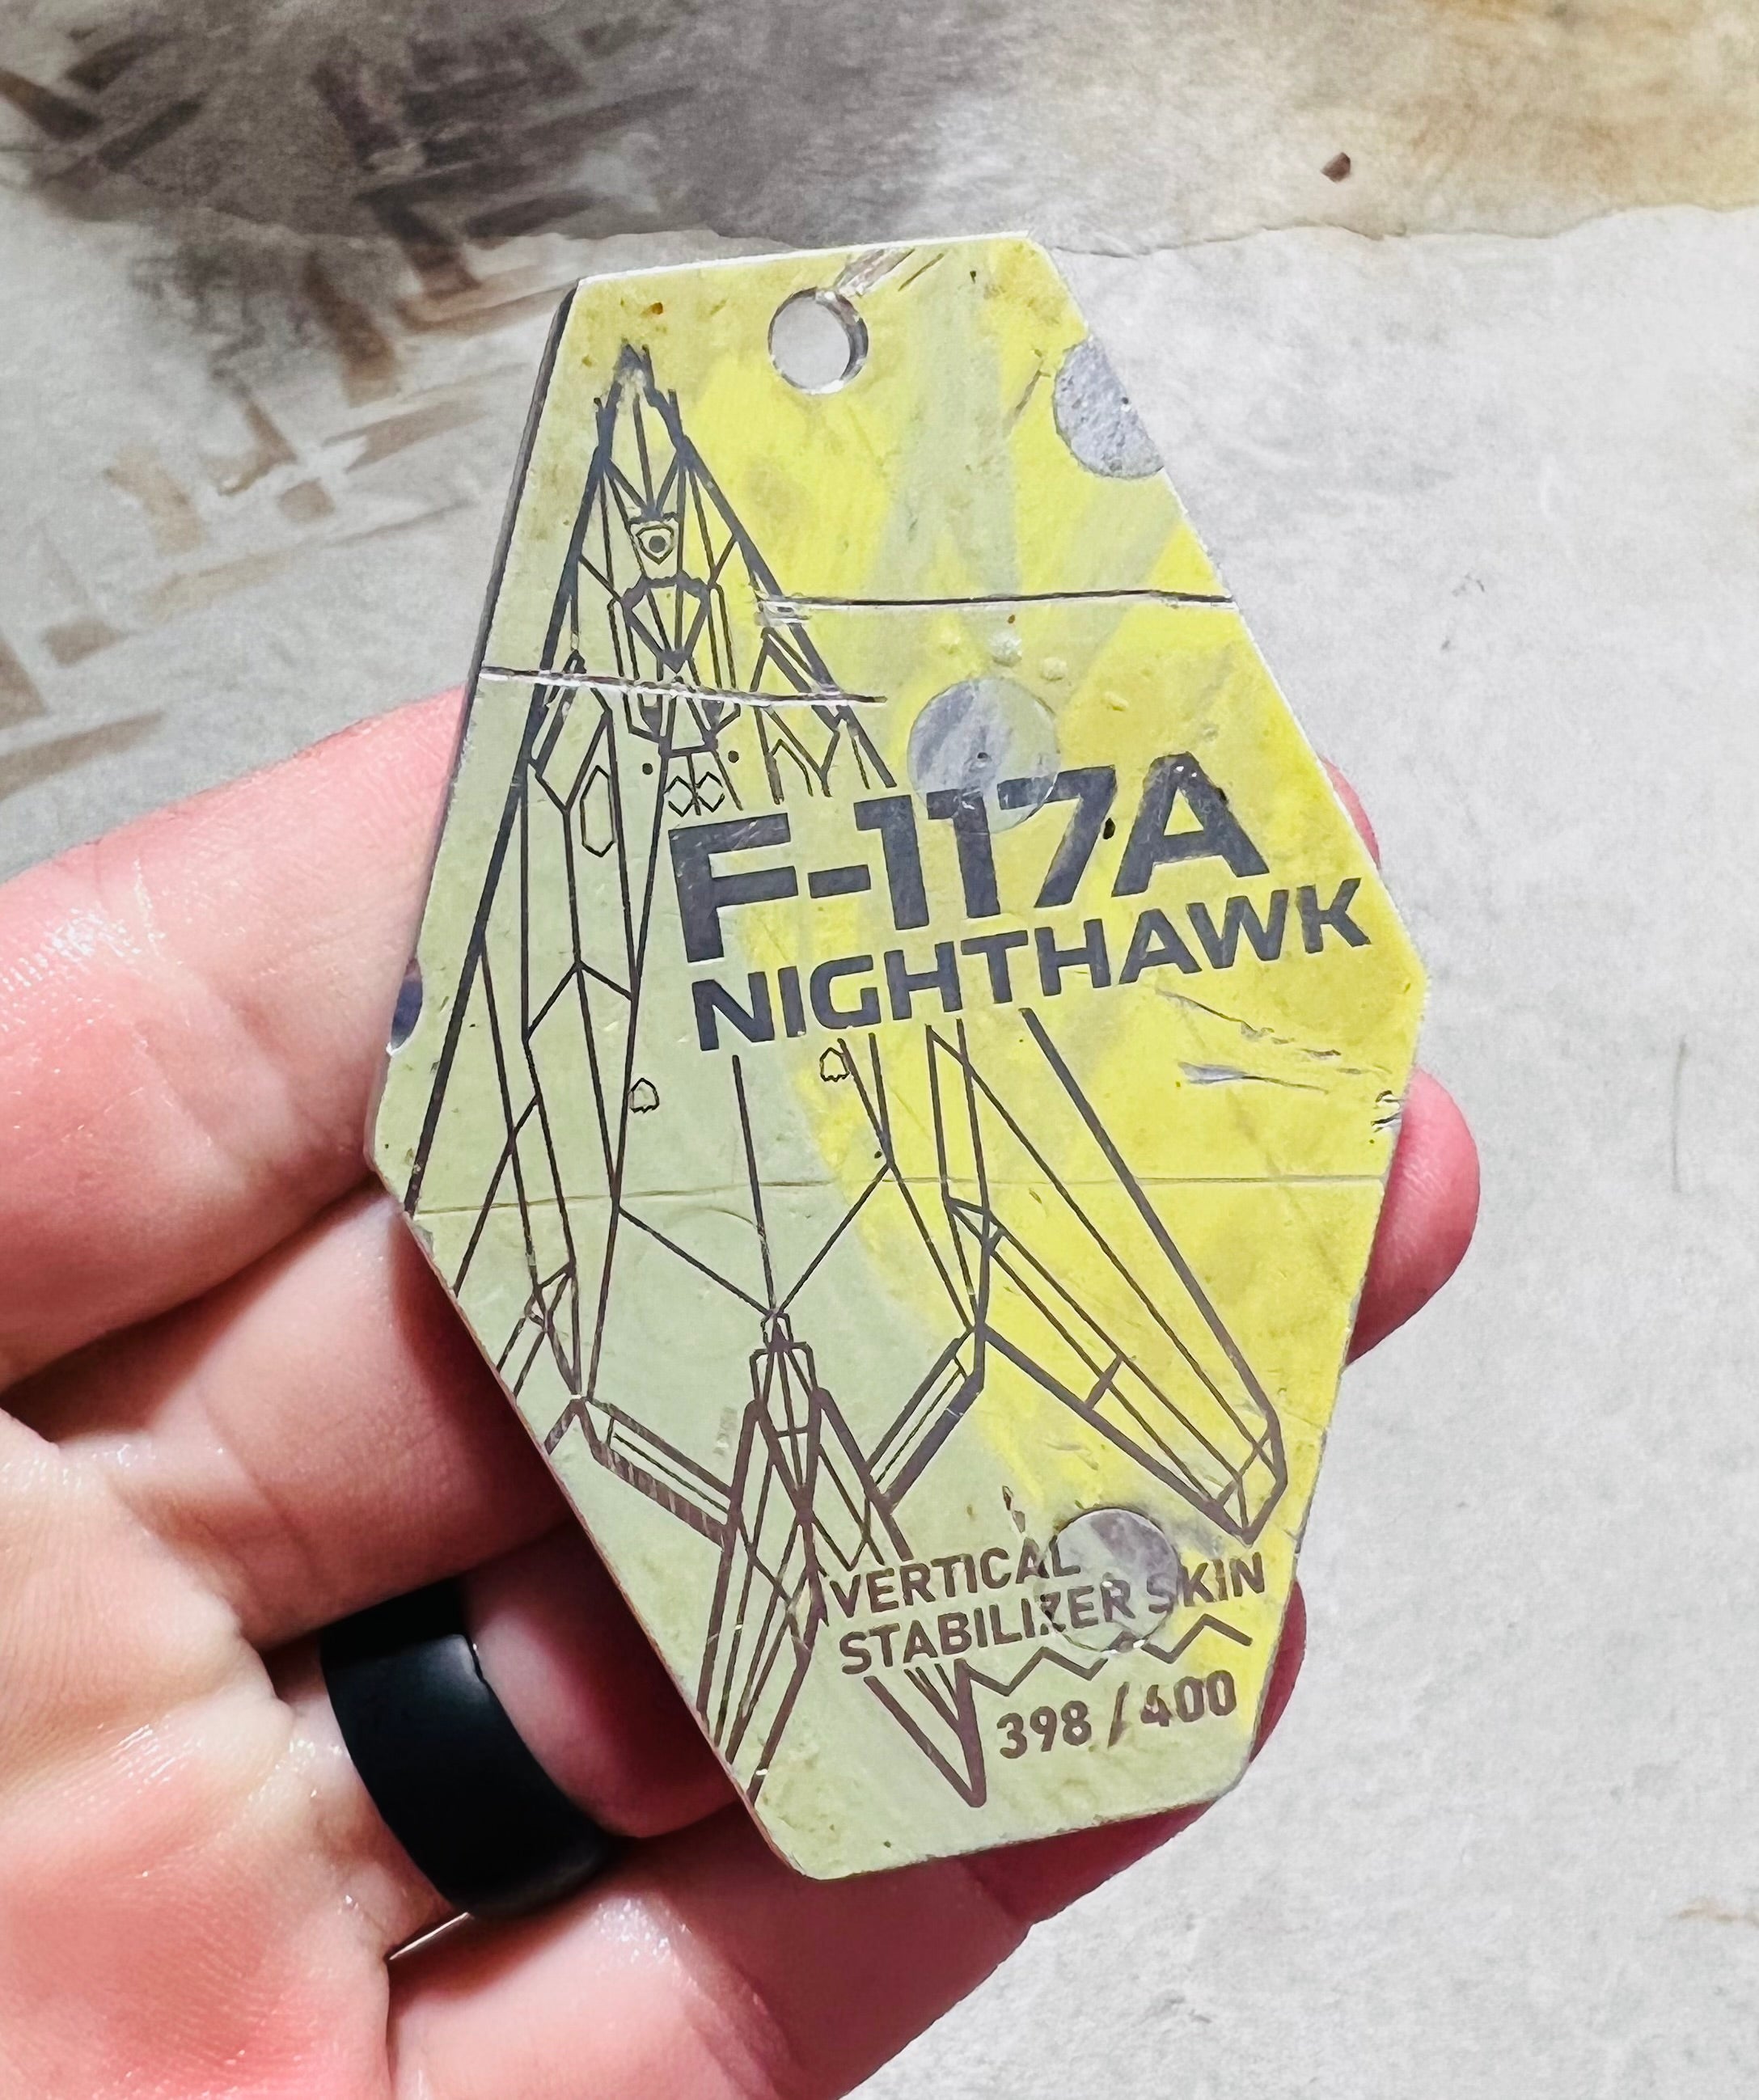 F-117A
NIGHTHAWK
VERTICAL
STABILIZER SKIN
398 / 400